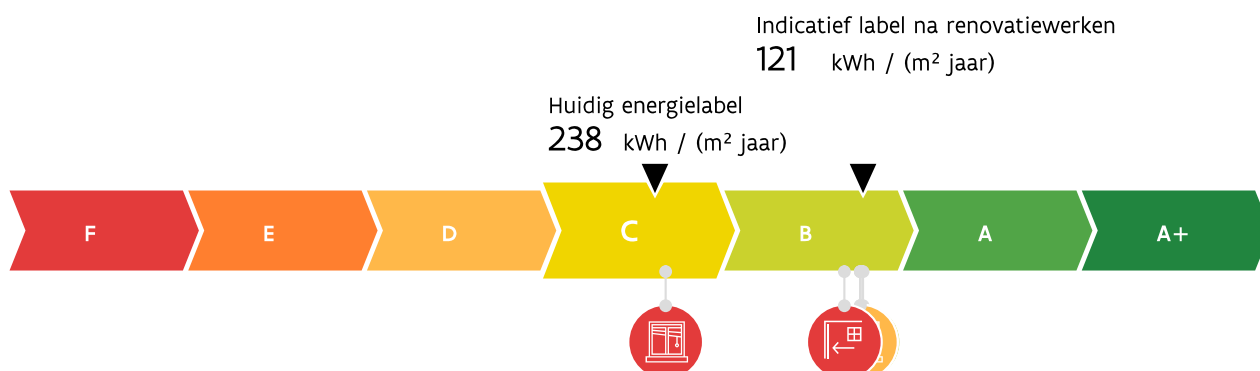 Indicatief label na renovatiewerken
121 kWh / (m² jaar)
Huidig energielabel
238 kWh / (m² jaar)
F E D C B A A+